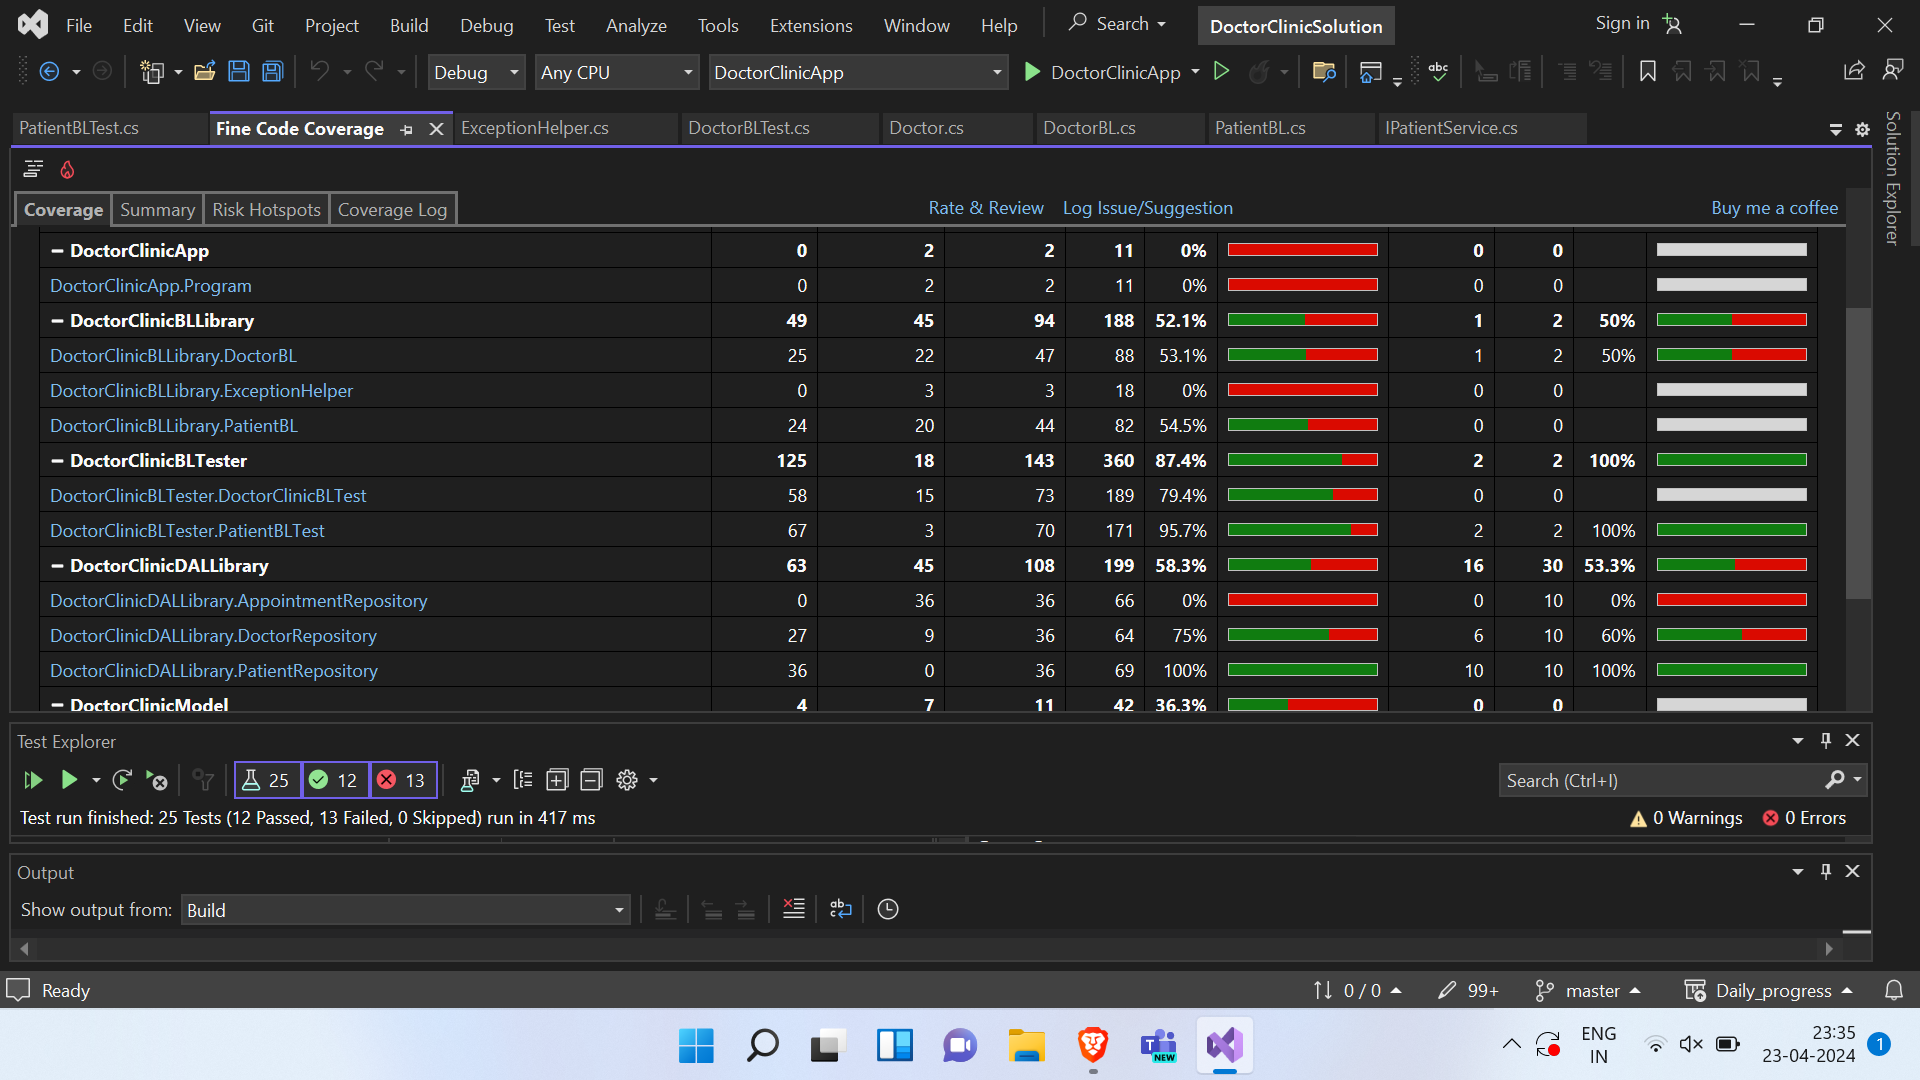 File Edit View Git Project Build Debug Test Analyze Tools Extensions Window Help Search DoctorClinicSolution Sign in
Debug Any CPU DoctorClinicApp DoctorClinicApp abc
PatientBLTest.cs Fine Code Coverage ExceptionHelper.cs DoctorBLTest.cs Doctor.cs DoctorBL.cs PatientBL.cs IPatientService.cs
Solution Explorer
Coverage Summary Risk Hotspots Coverage Log Rate & Review Log Issue/Suggestion Buy me a coffee
– DoctorClinicApp 0 2 2 11 0% 0 0
DoctorClinicApp.Program 0 2 2 11 0% 0 0
– DoctorClinicBLLibrary 49 45 94 188 52.1% 1 2 50%
DoctorClinicBLLibrary.DoctorBL 25 22 47 88 53.1% 1 2 50%
DoctorClinicBLLibrary.ExceptionHelper 0 3 3 18 0% 0 0
DoctorClinicBLLibrary.PatientBL 24 20 44 82 54.5% 0 0
– DoctorClinicBLTester 125 18 143 360 87.4% 2 2 100%
DoctorClinicBLTester.DoctorClinicBLTest 58 15 73 189 79.4% 0 0
DoctorClinicBLTester.PatientBLTest 67 3 70 171 95.7% 2 2 100%
– DoctorClinicDALLibrary 63 45 108 199 58.3% 16 30 53.3%
DoctorClinicDALLibrary.AppointmentRepository 0 36 36 66 0% 0 10 0%
DoctorClinicDALLibrary.DoctorRepository 27 9 36 64 75% 6 10 60%
DoctorClinicDALLibrary.PatientRepository 36 0 36 69 100% 10 10 100%
– DoctorClinicModel 4 7 11 42 36.3% 0 0
Test Explorer
25 12 13 Search (Ctrl+I)
Test run finished: 25 Tests (12 Passed, 13 Failed, 0 Skipped) run in 417 ms 0 Warnings 0 Errors
Output
Show output from: Build
Ready 0 / 0 99+ master Daily_progress
NEW
ENG
IN
23:35
23-04-2024
1